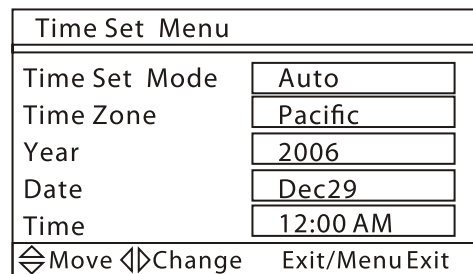 Time Set Menu
Time Set Mode Auto
Time Zone Pacific
Year 2006
Date Dec29
Time 12:00 AM
Move Change Exit/Menu Exit